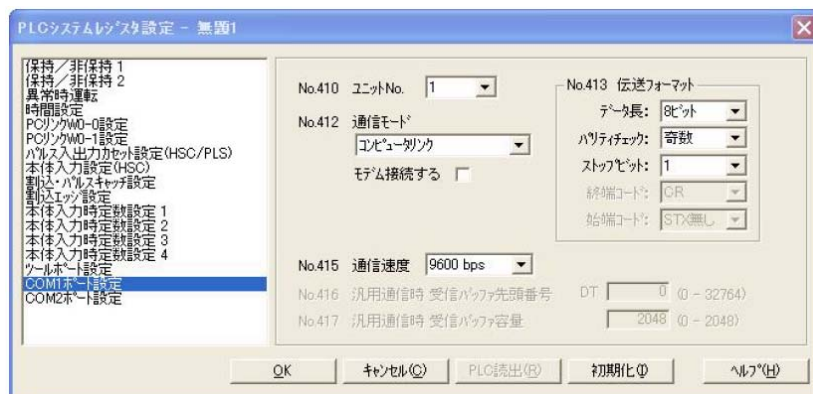 PLCシステムレジスタ設定 - 無題1
保持/非保持 1
保持/非保持 2
異常時運転
時間設定
PCリンクW0-0設定
PCリンクW0-1設定
パルス入出力カセット設定(HSC/PLS)
本体入力設定(HSC)
割込・パルスキャッチ設定
割込エッジ設定
本体入力時定数設定 1
本体入力時定数設定 2
本体入力時定数設定 3
本体入力時定数設定 4
ツールポート設定
COM1ポート設定
COM2ポート設定
No.410 ユニットNo. 1
No.412 通信モード
コンピュータリンク
モデム接続する
No.413 伝送フォーマット
データ長: 8ビット
パリティチェック: 奇数
ストップビット: 1
終端コード: CR
始端コード: STX無し
No.415 通信速度 9600 bps
No.416 汎用通信時 受信バッファ先頭番号 DT 0 (0 - 32764)
No.417 汎用通信時 受信バッファ容量 2048 (0 - 2048)
OK キャンセル(C) PLC読出(R) 初期化(I) ヘルプ(H)